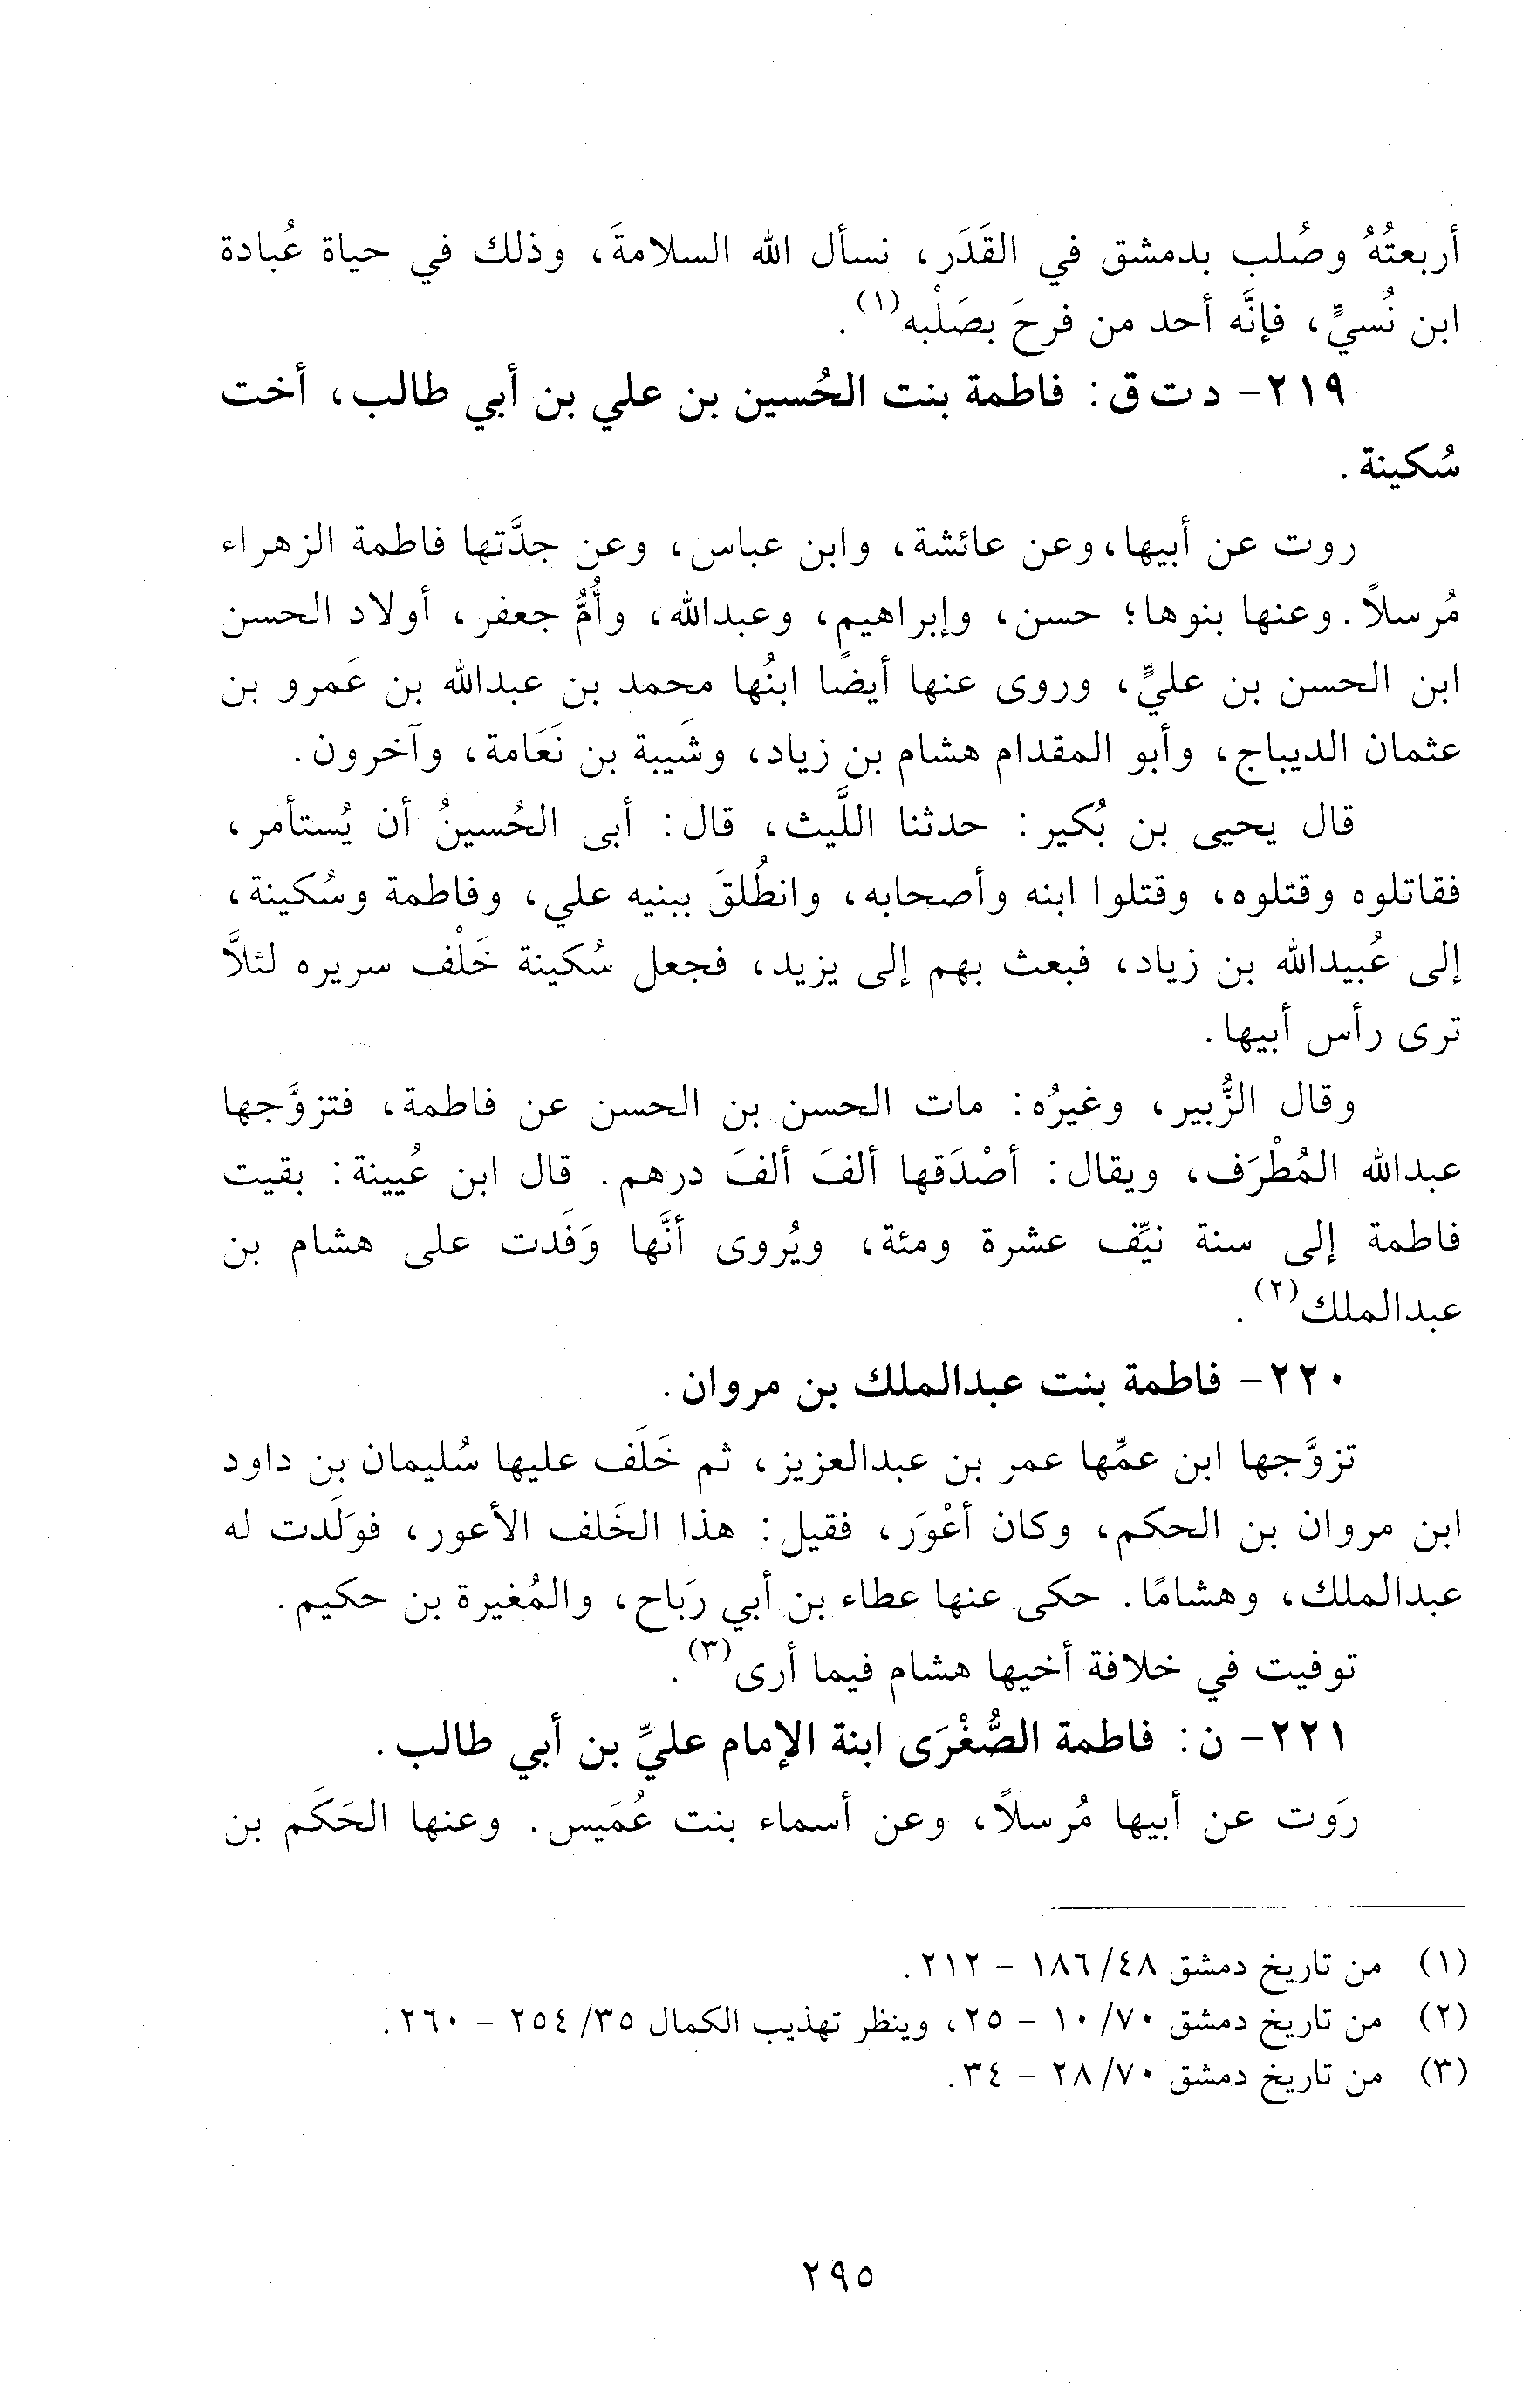 أربعتُهُ وصُلب بدمشق في القَدَر، نسأل الله السلامةَ، وذلك في حياة عُبادة
ابن نُسيٍّ، فإنَّه أحد من فرحَ بصَلْبه(١).
٢١٩- د ت ق: فاطمة بنت الحُسين بن علي بن أبي طالب، أخت
سُكينة.
روت عن أبيها، وعن عائشة، وابن عباس، وعن جدَّتها فاطمة الزهراء
مُرسلاً. وعنها بنوها؛ حسن، وإبراهيم، وعبدالله، وأُمُّ جعفر، أولاد الحسن
ابن الحسن بن عليٍّ، وروى عنها أيضًا ابنُها محمد بن عبدالله بن عَمرو بن
عثمان الديباج، وأبو المقدام هشام بن زياد، وشَيبة بن نَعَامة، وآخرون.
قال يحيى بن بُكير: حدثنا اللَّيث، قال: أبى الحُسينُ أن يُستأمر،
فقاتلوه وقتلوه، وقتلوا ابنه وأصحابه، وانطُلقَ ببنيه علي، وفاطمة وسُكينة،
إلى عُبيدالله بن زياد، فبعث بهم إلى يزيد، فجعل سُكينة خَلْف سريره لئلاَّ
ترى رأس أبيها.
وقال الزُّبير، وغيرُه: مات الحسن بن الحسن عن فاطمة، فتزوَّجها
عبدالله المُطْرَف، ويقال: أصْدَقها ألفَ ألفَ درهم. قال ابن عُيينة: بقيت
فاطمة إلى سنة نيِّف عشرة ومئة، ويُروى أنَّها وَفَدت على هشام بن
عبدالملك(٢).
٢٢٠- فاطمة بنت عبدالملك بن مروان.
تزوَّجها ابن عمِّها عمر بن عبدالعزيز، ثم خَلَف عليها سُليمان بن داود
ابن مروان بن الحكم، وكان أعْوَر، فقيل: هذا الخَلف الأعور، فوَلَدت له
عبدالملك، وهشامًا. حكى عنها عطاء بن أبي رَباح، والمُغيرة بن حكيم.
توفيت في خلافة أخيها هشام فيما أرى(٣).
٢٢١- ن: فاطمة الصُّغْرَى ابنة الإمام عليِّ بن أبي طالب.
رَوت عن أبيها مُرسلاً، وعن أسماء بنت عُمَيس. وعنها الحَكَم بن
(١) من تاريخ دمشق ٤٨/ ١٨٦ - ٢١٢.
(٢) من تاريخ دمشق ٧٠/ ١٠ - ٢٥، وينظر تهذيب الكمال ٣٥/ ٢٥٤ - ٢٦٠.
(٣) من تاريخ دمشق ٧٠/ ٢٨ - ٣٤.
٢٩٥